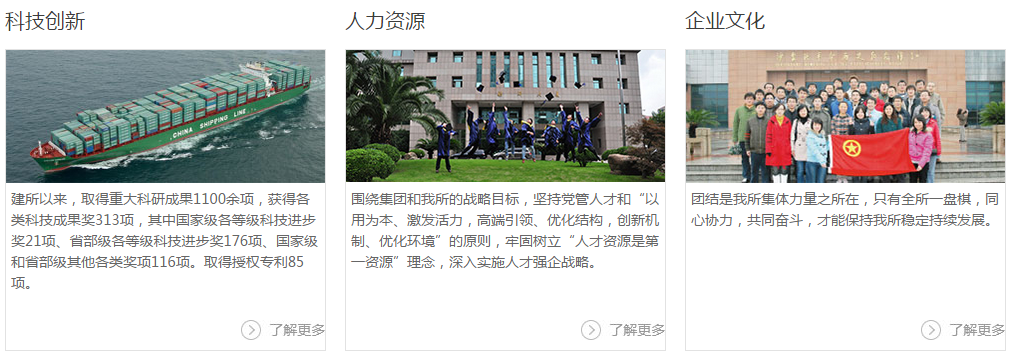 科技创新
CHINA SHIPPING LINE
建所以来，取得重大科研成果1100余项，获得各
类科技成果奖313项，其中国家级各等级科技进步
奖21项、省部级各等级科技进步奖176项、国家级
和省部级其他各类奖项116项。取得授权专利85
项。
了解更多
人力资源
围绕集团和我所的战略目标，坚持党管人才和“以
用为本、激发活力，高端引领、优化结构，创新机
制、优化环境”的原则，牢固树立“人才资源是第
一资源”理念，深入实施人才强企战略。
了解更多
企业文化
团结是我所集体力量之所在，只有全所一盘棋，同
心协力，共同奋斗，才能保持我所稳定持续发展。
了解更多